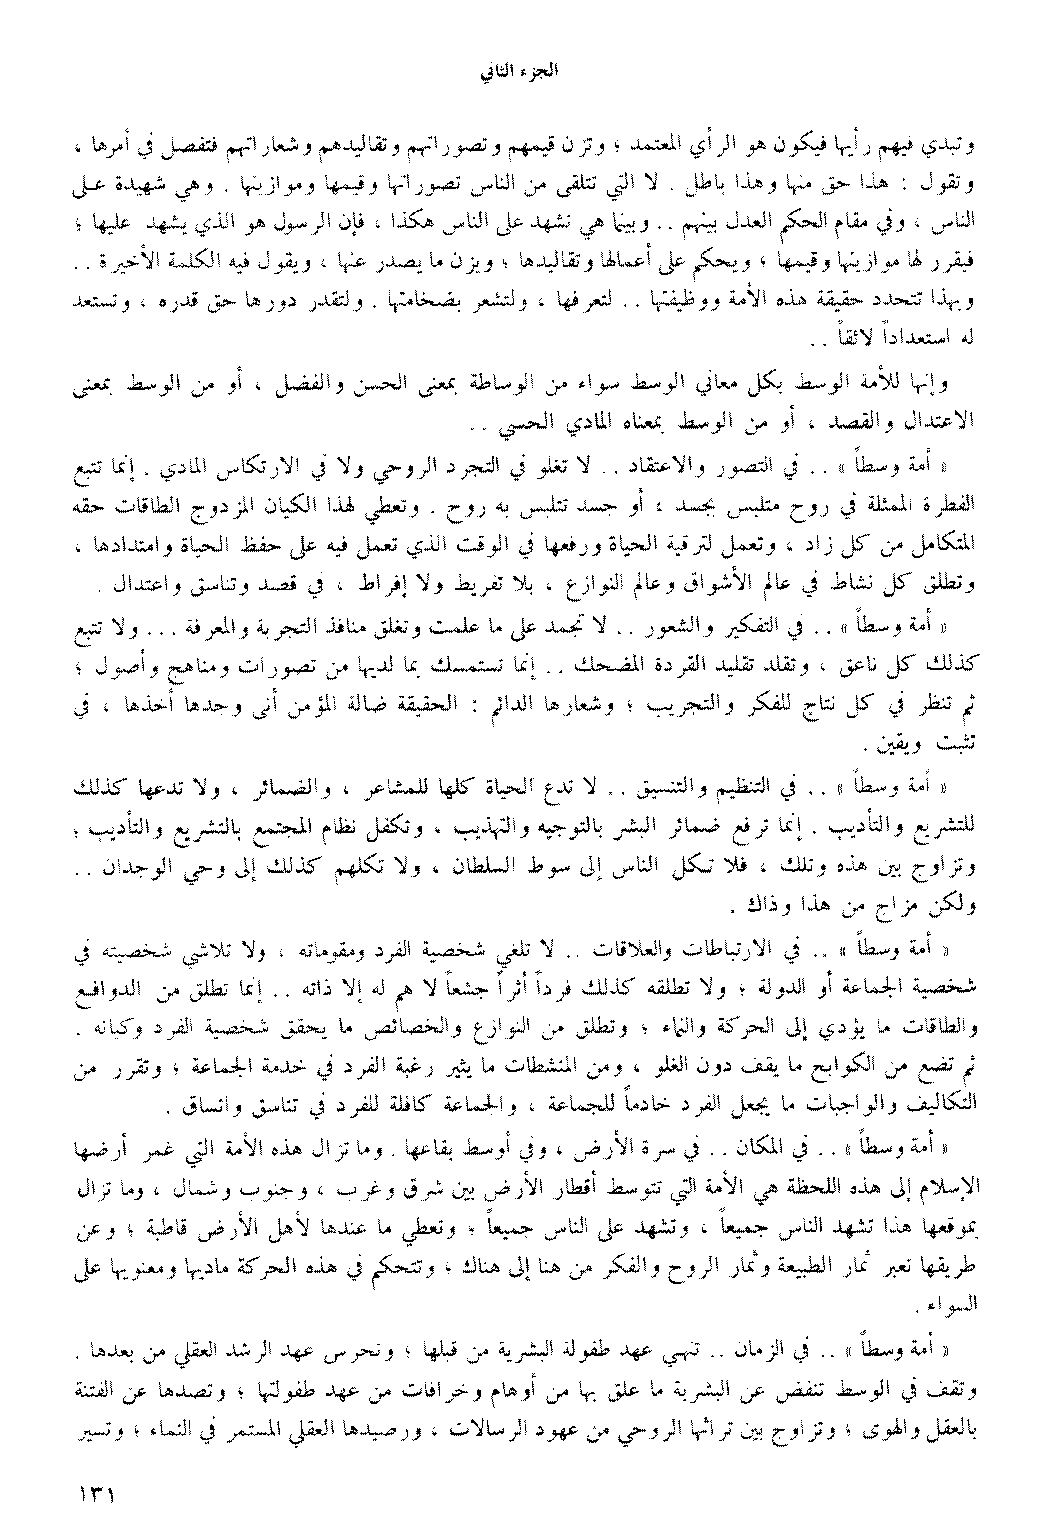 الجزء الثاني
وتبدي فيهم رأيها فيكون هو الرأي المعتمد ؛ وتزن قيمهم وتصوراتهم وتقاليدهم وشعاراتهم فتفصل في أمرها ،
وتقول : هذا حق منها وهذا باطل . لا التي تتلقى من الناس تصوراتها وقيمها وموازينها . وهي شهيدة على
الناس ، وفي مقام الحكم العدل بينهم .. وبينما هي تشهد على الناس هكذا ، فإن الرسول هو الذي يشهد عليها ؛
فيقرر لها موازينها وقيمها ؛ ويحكم على أعمالها وتقاليدها ؛ ويزن ما يصدر عنها ، ويقول فيه الكلمة الأخيرة ..
وبهذا تتحدد حقيقة هذه الأمة ووظيفتها .. لتعرفها ، ولتشعر بضخامتها . ولتقدر دورها حق قدره ، وتستعد
له استعداداً لائقاً ..
وإنها للأمة الوسط بكل معاني الوسط سواء من الوساطة بمعنى الحسن والفضل ، أو من الوسط بمعنى
الاعتدال والقصد ، أو من الوسط بمعناه المادي الحسي ..
« أمة وسطاً » .. في التصور والاعتقاد .. لا تغلو في التجرد الروحي ولا في الارتكاس المادي . إنما تتبع
الفطرة الممثلة في روح متلبس بجسد ، أو جسد تتلبس به روح . وتعطي لهذا الكيان المزدوج الطاقات حقه
المتكامل من كل زاد ، وتعمل لترقية الحياة ورفعها في الوقت الذي تعمل فيه على حفظ الحياة وامتدادها ،
وتطلق كل نشاط في عالم الأشواق وعالم النوازع ، بلا تفريط ولا إفراط ، في قصد وتناسق واعتدال .
« أمة وسطاً » .. في التفكير والشعور .. لا تجمد على ما علمت وتغلق منافذ التجربة والمعرفة ... ولا تتبع
كذلك كل ناعق ، وتقلد تقليد القردة المضحك .. إنما تستمسك بما لديها من تصورات ومناهج وأصول ؛
ثم تنظر في كل نتاج للفكر والتجريب ؛ وشعارها الدائم : الحقيقة ضالة المؤمن أنى وجدها أخذها ، في
تثبت ويقين .
« أمة وسطاً » .. في التنظيم والتنسيق .. لا تدع الحياة كلها للمشاعر ، والضمائر ، ولا تدعها كذلك
للتشريع والتأديب . إنما ترفع ضمائر البشر بالتوجيه والتهذيب ، وتكفل نظام المجتمع بالتشريع والتأديب ؛
وتزاوج بين هذه وتلك ، فلا تكل الناس إلى سوط السلطان ، ولا تكلهم كذلك إلى وحي الوجدان ..
ولكن مزاج من هذا وذاك .
« أمة وسطاً » .. في الارتباطات والعلاقات .. لا تلغي شخصية الفرد ومقوماته ، ولا تلاشي شخصيته في
شخصية الجماعة أو الدولة ؛ ولا تطلقه كذلك فرداً أثراً جشعاً لا هم له إلا ذاته .. إنما تطلق من الدوافع
والطاقات ما يؤدي إلى الحركة والنماء ؛ وتطلق من النوازع والخصائص ما يحقق شخصية الفرد وكيانه .
ثم تضع من الكوابح ما يقف دون الغلو ، ومن المنشطات ما يثير رغبة الفرد في خدمة الجماعة ؛ وتقرر من
التكاليف والواجبات ما يجعل الفرد خادماً للجماعة ، والجماعة كافلة للفرد في تناسق واتساق .
« أمة وسطاً » .. في المكان .. في سرة الأرض ، وفي أوسط بقاعها . وما تزال هذه الأمة التي غمر أرضها
الإسلام إلى هذه اللحظة هي الأمة التي تتوسط أقطار الأرض بين شرق وغرب ، وجنوب وشمال ، وما تزال
بموقعها هذا تشهد الناس جميعاً ، وتشهد على الناس جميعاً ؛ وتعطي ما عندها لأهل الأرض قاطبة ؛ وعن
طريقها تعبر ثمار الطبيعة وثمار الروح والفكر من هنا إلى هناك ؛ وتتحكم في هذه الحركة ماديها ومعنويها على
السواء .
« أمة وسطاً » .. في الزمان .. تنهي عهد طفولة البشرية من قبلها ؛ وتحرس عهد الرشد العقلي من بعدها .
وتقف في الوسط تنفض عن البشرية ما علق بها من أوهام وخرافات من عهد طفولتها ؛ وتصدها عن الفتنة
بالعقل والهوى ؛ وتزاوج بين تراثها الروحي من عهود الرسالات ، ورصيدها العقلي المستمر في النماء ؛ وتسير
١٣١